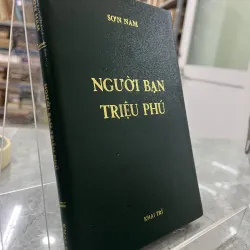 SƠN NAM
NGƯỜI BẠN
TRIỆU PHÚ
KHAI TRÍ